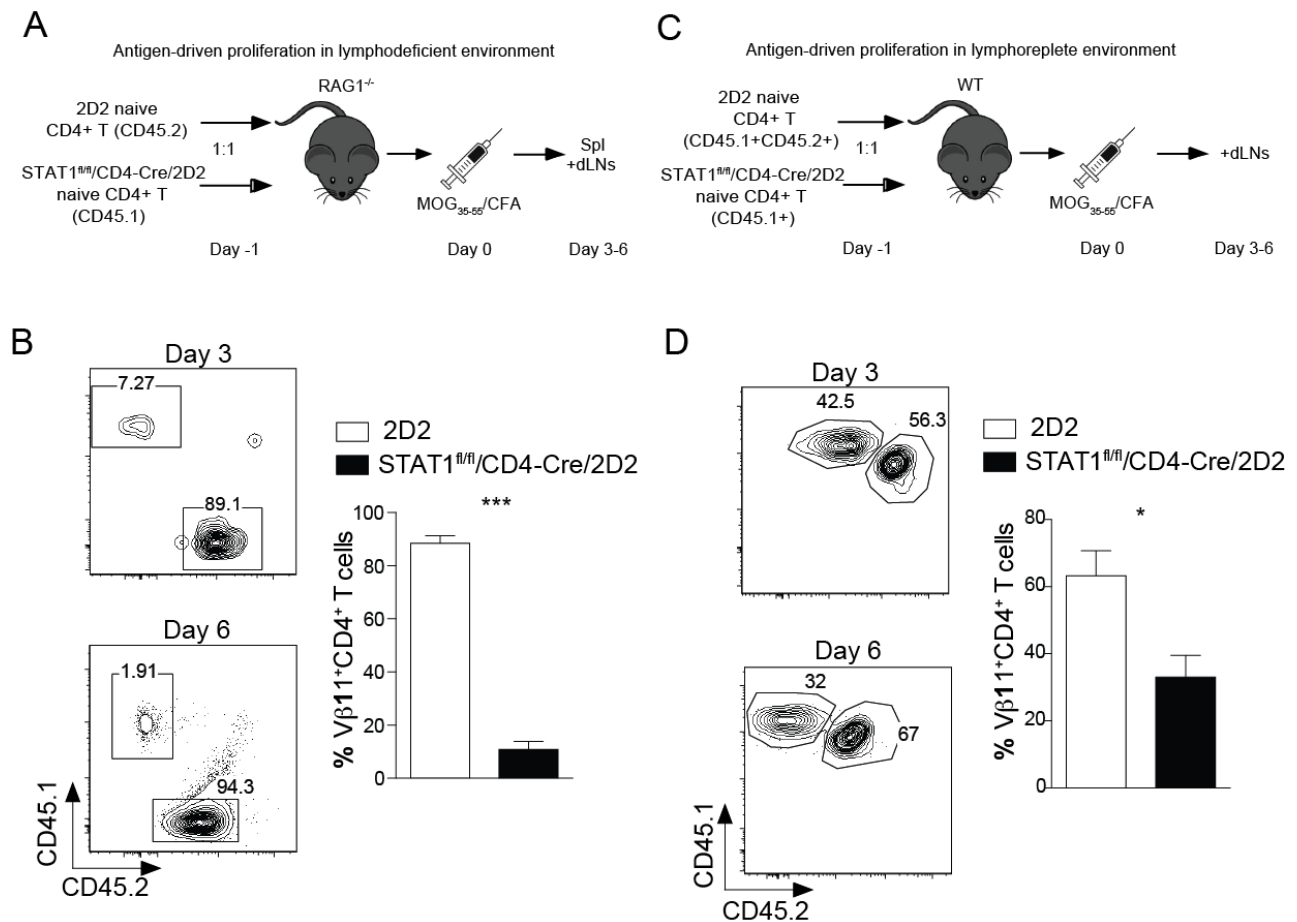 A
Antigen-driven proliferation in lymphodeficient environment
2D2 naive
CD4+ T (CD45.2)
1:1
STAT1fl/fl/CD4-Cre/2D2
naive CD4+ T
(CD45.1)
RAG1-/-
MOG35-55/CFA
Spl
+dLNs
Day -1
Day 0
Day 3-6
C
Antigen-driven proliferation in lymphoreplete environment
2D2 naive
CD4+ T
(CD45.1+CD45.2+)
1:1
STAT1fl/fl/CD4-Cre/2D2
naive CD4+ T
(CD45.1+)
WT
MOG35-55/CFA
+dLNs
Day -1
Day 0
Day 3-6
B
Day 3
7.27
89.1
Day 6
1.91
94.3
CD45.1
CD45.2
2D2
STAT1fl/fl/CD4-Cre/2D2
***
% Vβ11+CD4+ T cells
100
80
60
40
20
0
D
Day 3
42.5
56.3
Day 6
32
67
CD45.1
CD45.2
2D2
STAT1fl/fl/CD4-Cre/2D2
*
% Vβ11+CD4+ T cells
80
60
40
20
0